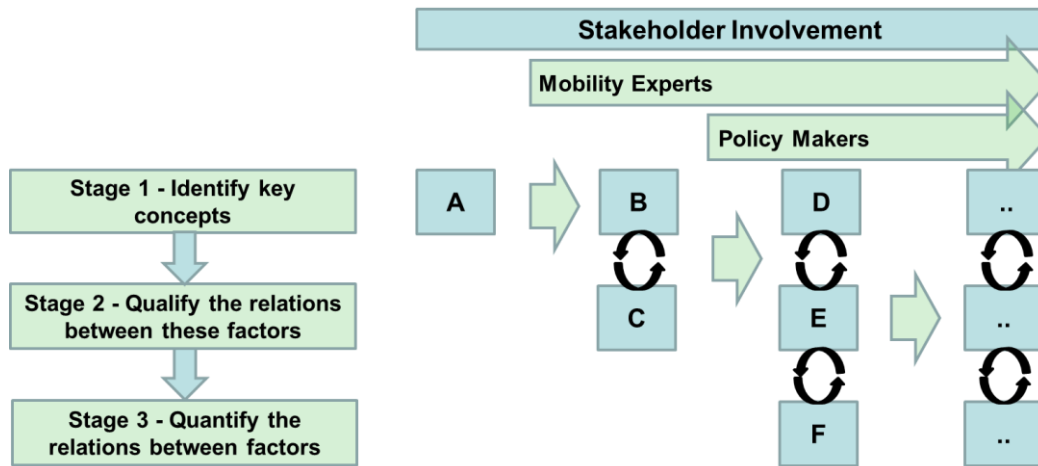 Stakeholder Involvement
Mobility Experts
Policy Makers
Stage 1 - Identify key
concepts
A
B
D
..
Stage 2 - Qualify the relations
between these factors
C
E
..
Stage 3 - Quantify the
relations between factors
F
..